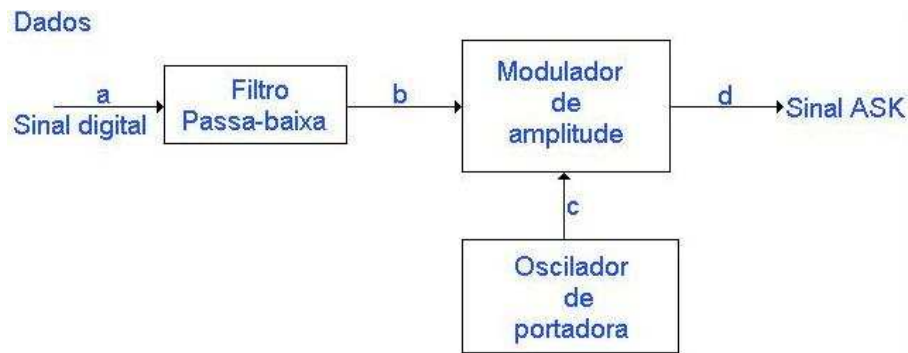 Dados
a
Sinal digital
Filtro
Passa-baixa
b
Modulador
de
amplitude
d
Sinal ASK
c
Oscilador
de
portadora